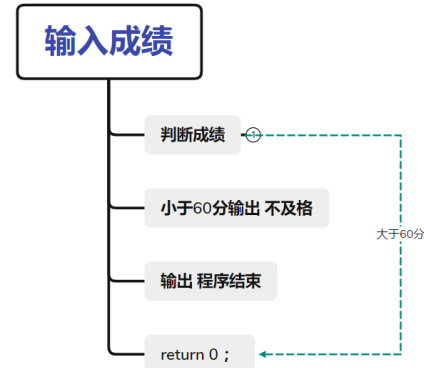 输入成绩
判断成绩
1
小于60分输出 不及格
大于60分
输出 程序结束
return 0；